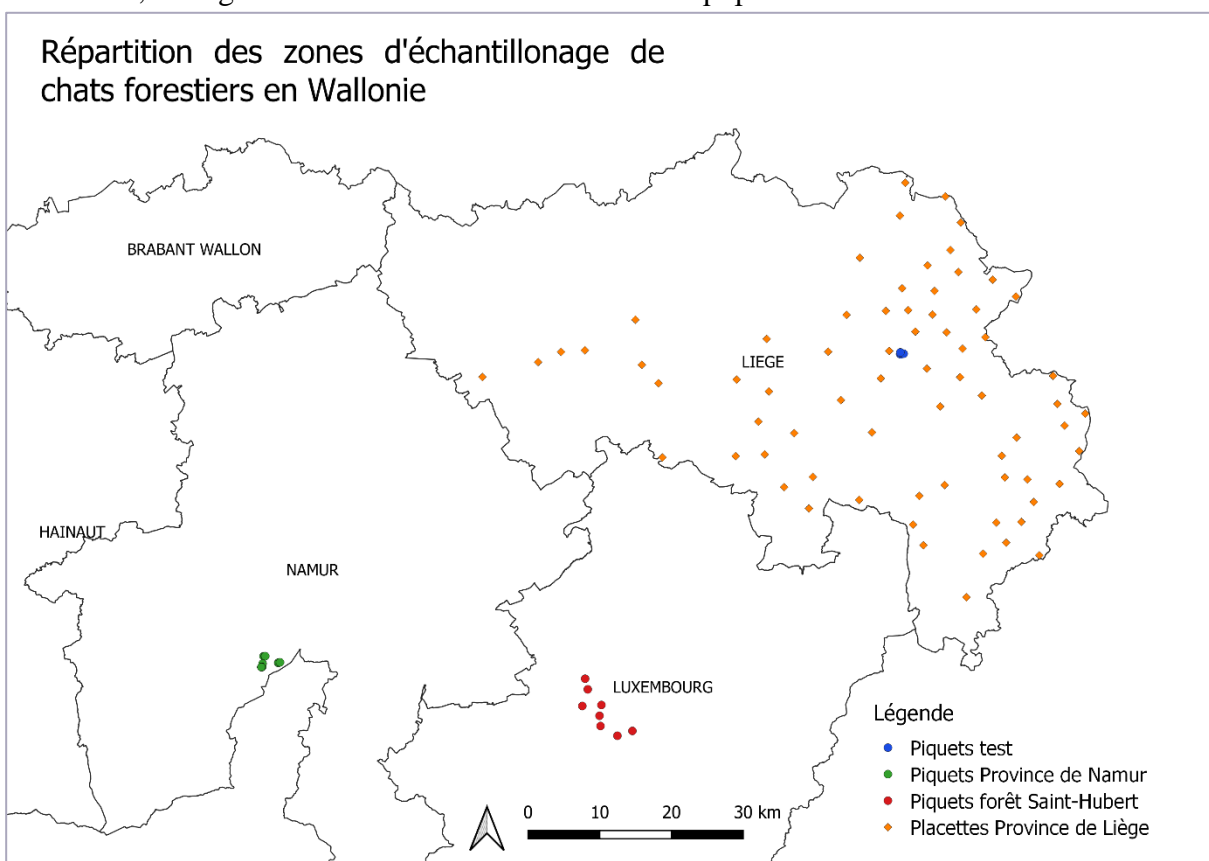 Répartition des zones d'échantillonage de
chats forestiers en Wallonie
BRABANT WALLON
LIEGE
HAINAUT
NAMUR
LUXEMBOURG
Légende
Piquets test
Piquets Province de Namur
Piquets forêt Saint-Hubert
Placettes Province de Liège
0 10 20 30 km